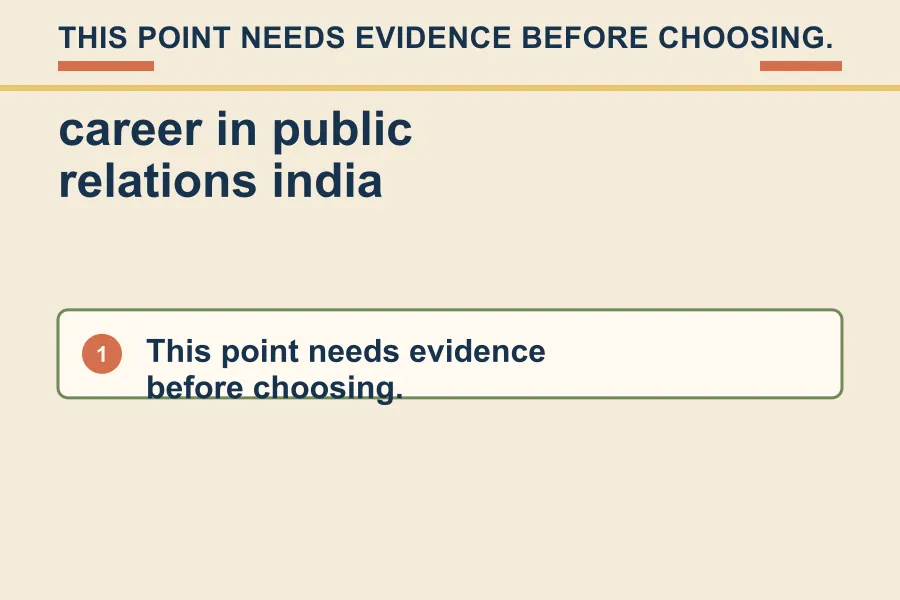 THIS POINT NEEDS EVIDENCE BEFORE CHOOSING.
career in public
relations india
1
This point needs evidence
before choosing.